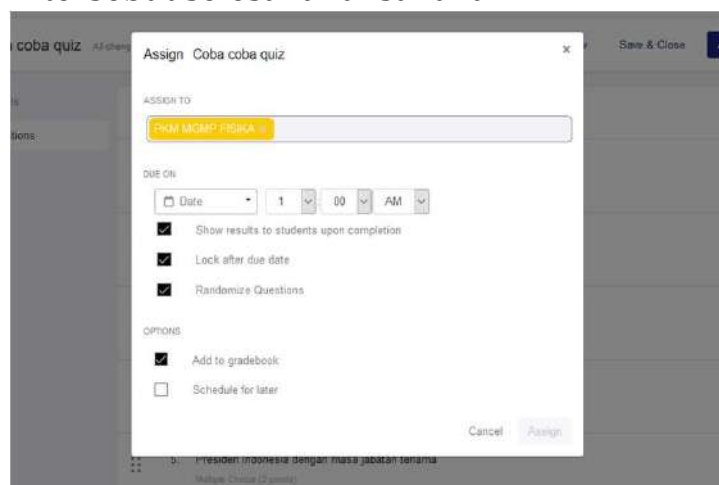 coba quiz
Save & Close
Assign Coba coba quiz
×
ASSIGN TO
PKM MGMP FISIKA ×
DUE ON
Date 1 : 00 AM
Show results to students upon completion
Lock after due date
Randomize Questions
OPTIONS
Add to gradebook
Schedule for later
Cancel Assign
5. Presiden Indonesia dengan masa jabatan terlama
Multiple Choice (2 points)